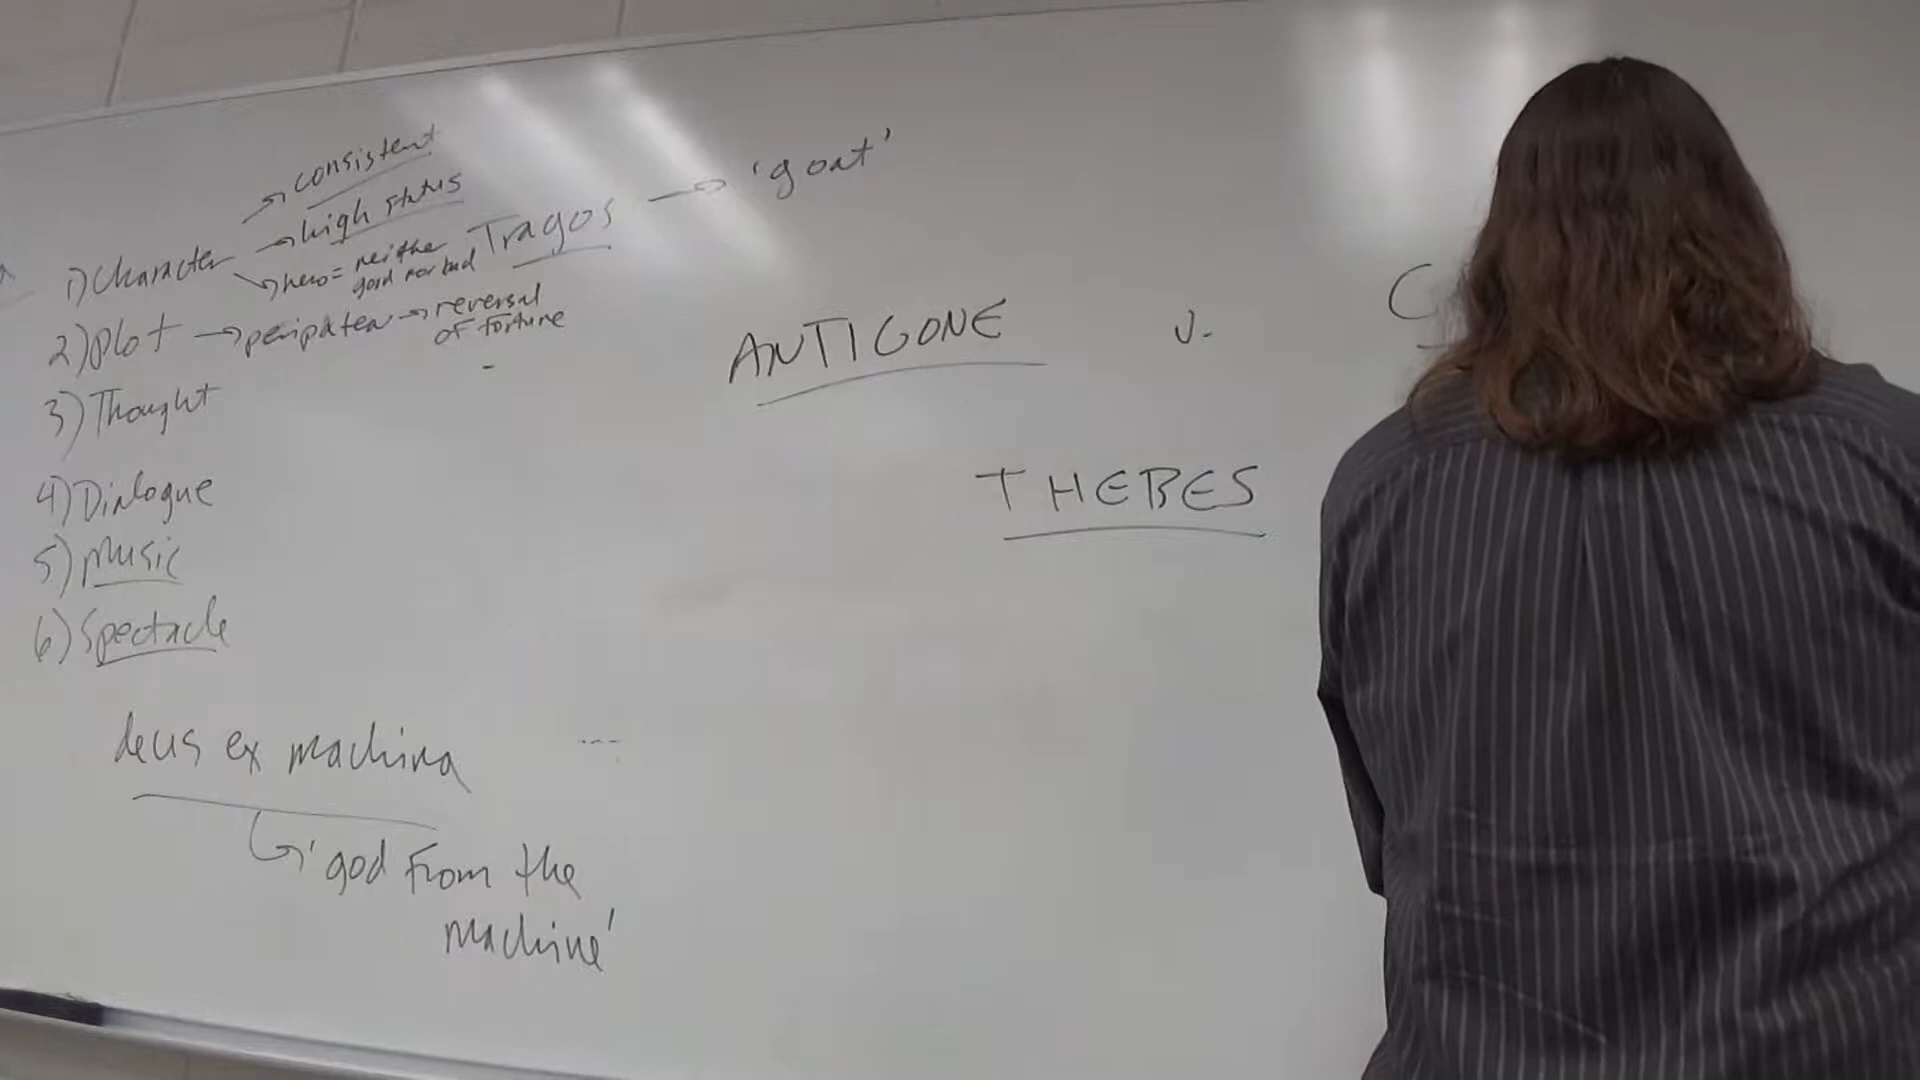 → consistent
1) Character → high status
→ hero = neither
good nor bad
Tragos → 'goat'
2) Plot → peripatea → reversal
of fortune
3) Thought
4) Dialogue
5) Music
6) Spectacle
deus ex machina
↳ 'god from the
machine'
ANTIGONE v. C
THEBES